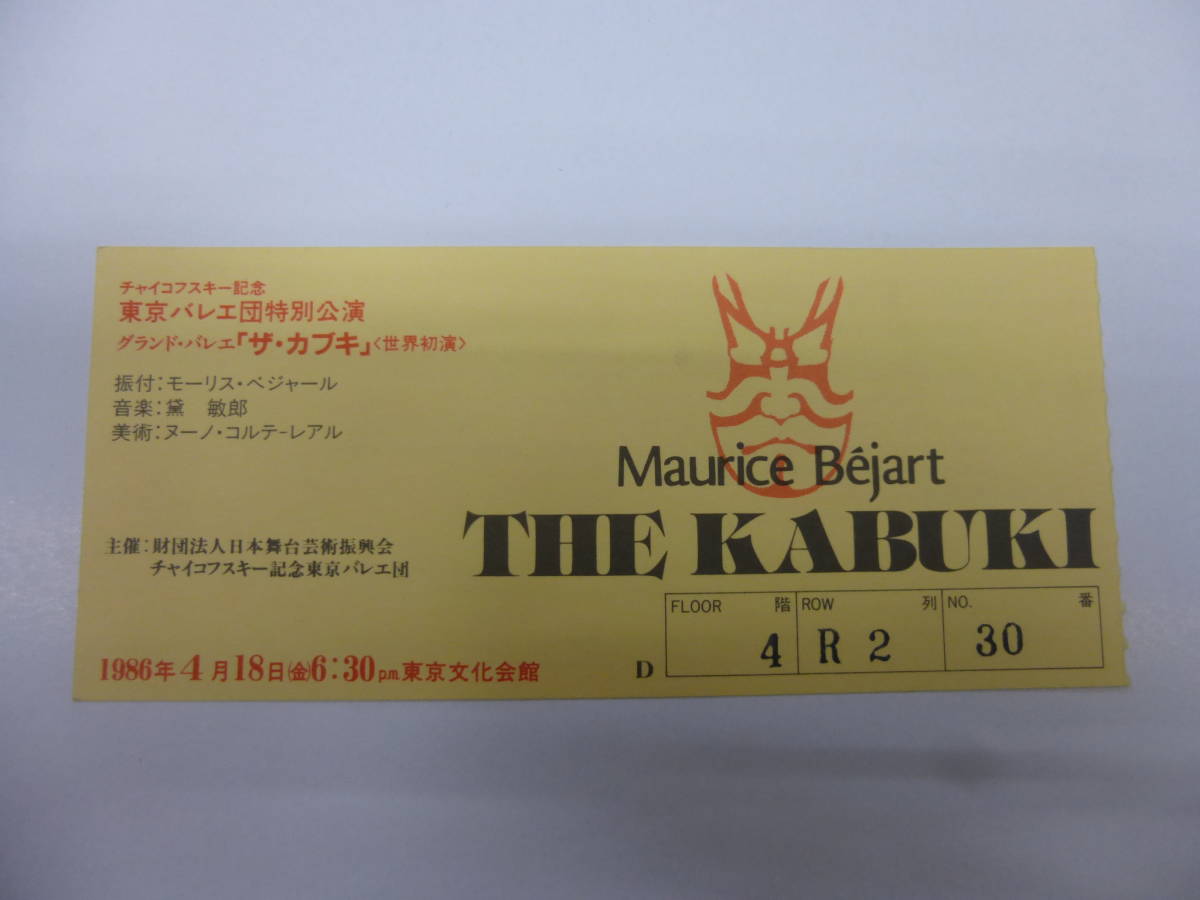 チャイコフスキー記念
東京バレエ団特別公演
グランド・バレエ「ザ・カブキ」〈世界初演〉
振付：モーリス・ベジャール
音楽：黛　敏郎
美術：ヌーノ・コルテ-レアル
主催：財団法人日本舞台芸術振興会
チャイコフスキー記念東京バレエ団
1986年4月18日(金)6:30p.m.東京文化会館
Maurice Béjart
THE KABUKI
FLOOR 階 ROW 列 NO. 番
D 4 R 2 30